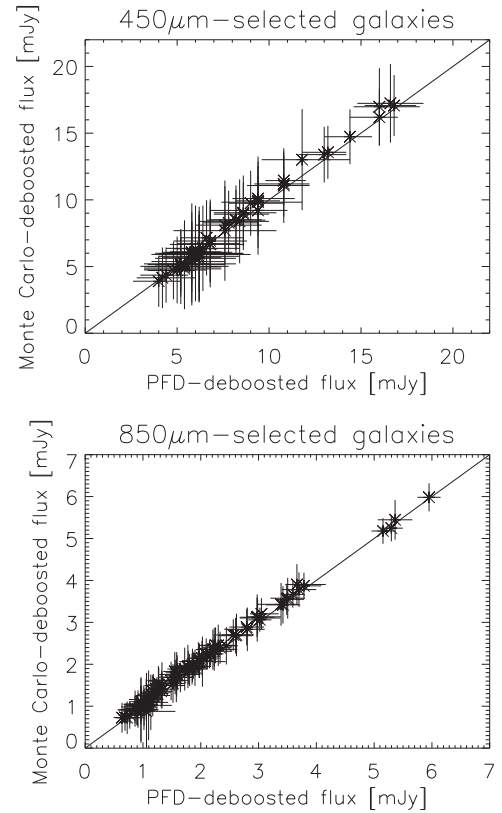 450μm−selected galaxies
Monte Carlo−deboosted flux [mJy]
20
15
10
5
0
0 5 10 15 20
PFD−deboosted flux [mJy]
850μm−selected galaxies
Monte Carlo−deboosted flux [mJy]
7
6
5
4
3
2
1
0
0 1 2 3 4 5 6 7
PFD−deboosted flux [mJy]